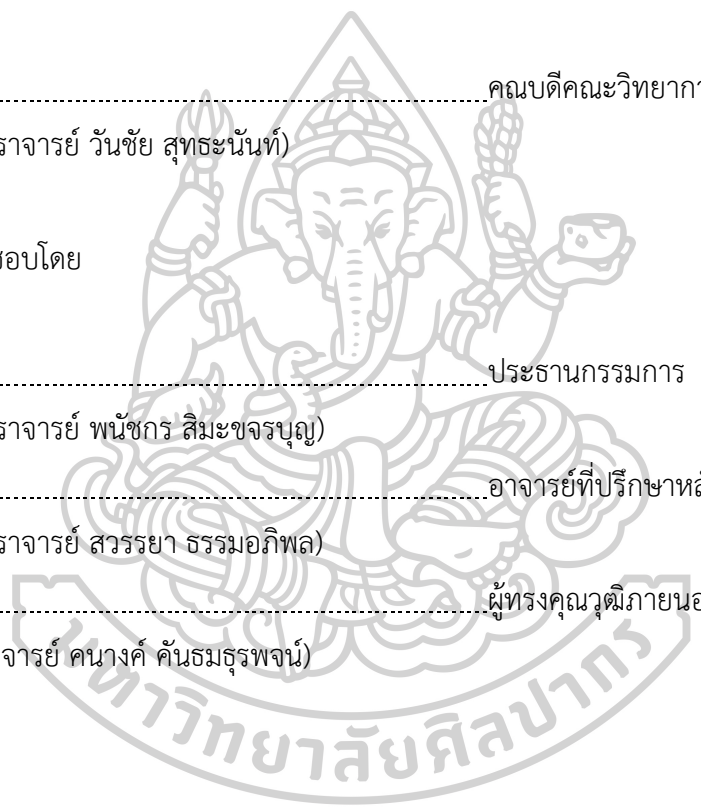 คณบดีคณะวิทยากา
ราจารย์ วันชัย สุทธะนันท์)
สอบโดย
ประธานกรรมการ
ราจารย์ พนัชกร สิมะขจรบุญ)
อาจารย์ที่ปรึกษาหลั
ราจารย์ สวรรยา ธรรมอภิพล)
ผู้ทรงคุณวุฒิภายนอ
จารย์ คนางค์ คันธมธุรพจน์)
มหาวิทยาลัยศิลปากร